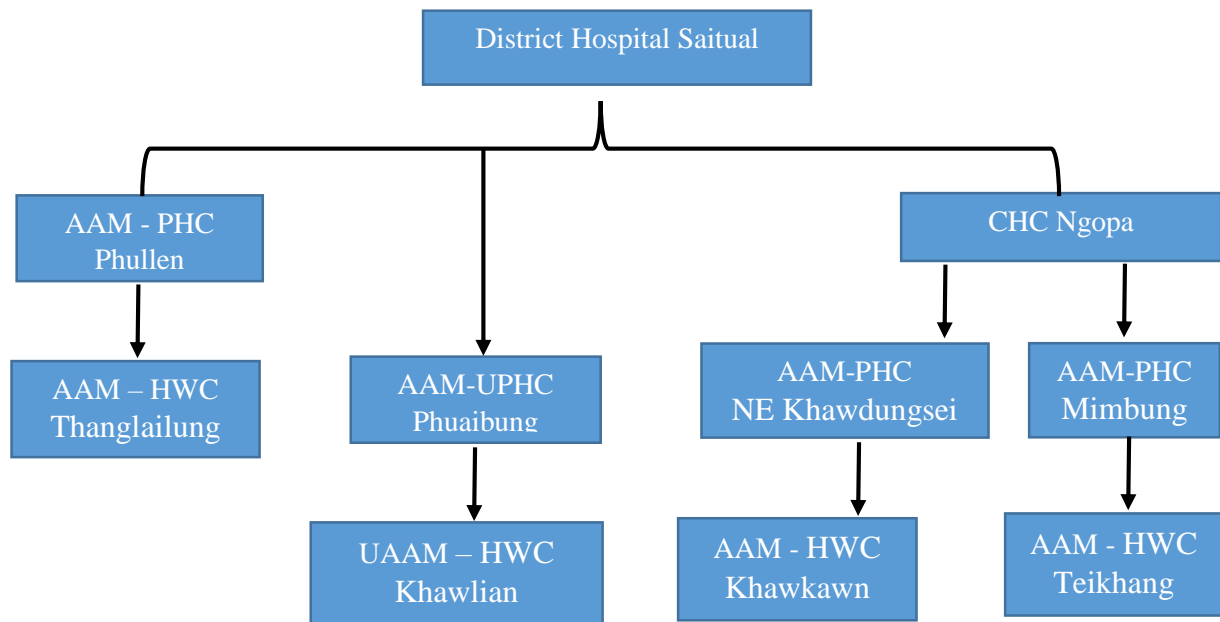 District Hospital Saitual
AAM - PHC
Phullen
CHC Ngopa
AAM – HWC
Thanglailung
AAM-UPHC
Phuaibung
AAM-PHC
NE Khawdungsei
AAM-PHC
Mimbung
UAAM – HWC
Khawlian
AAM - HWC
Khawkawn
AAM - HWC
Teikhang